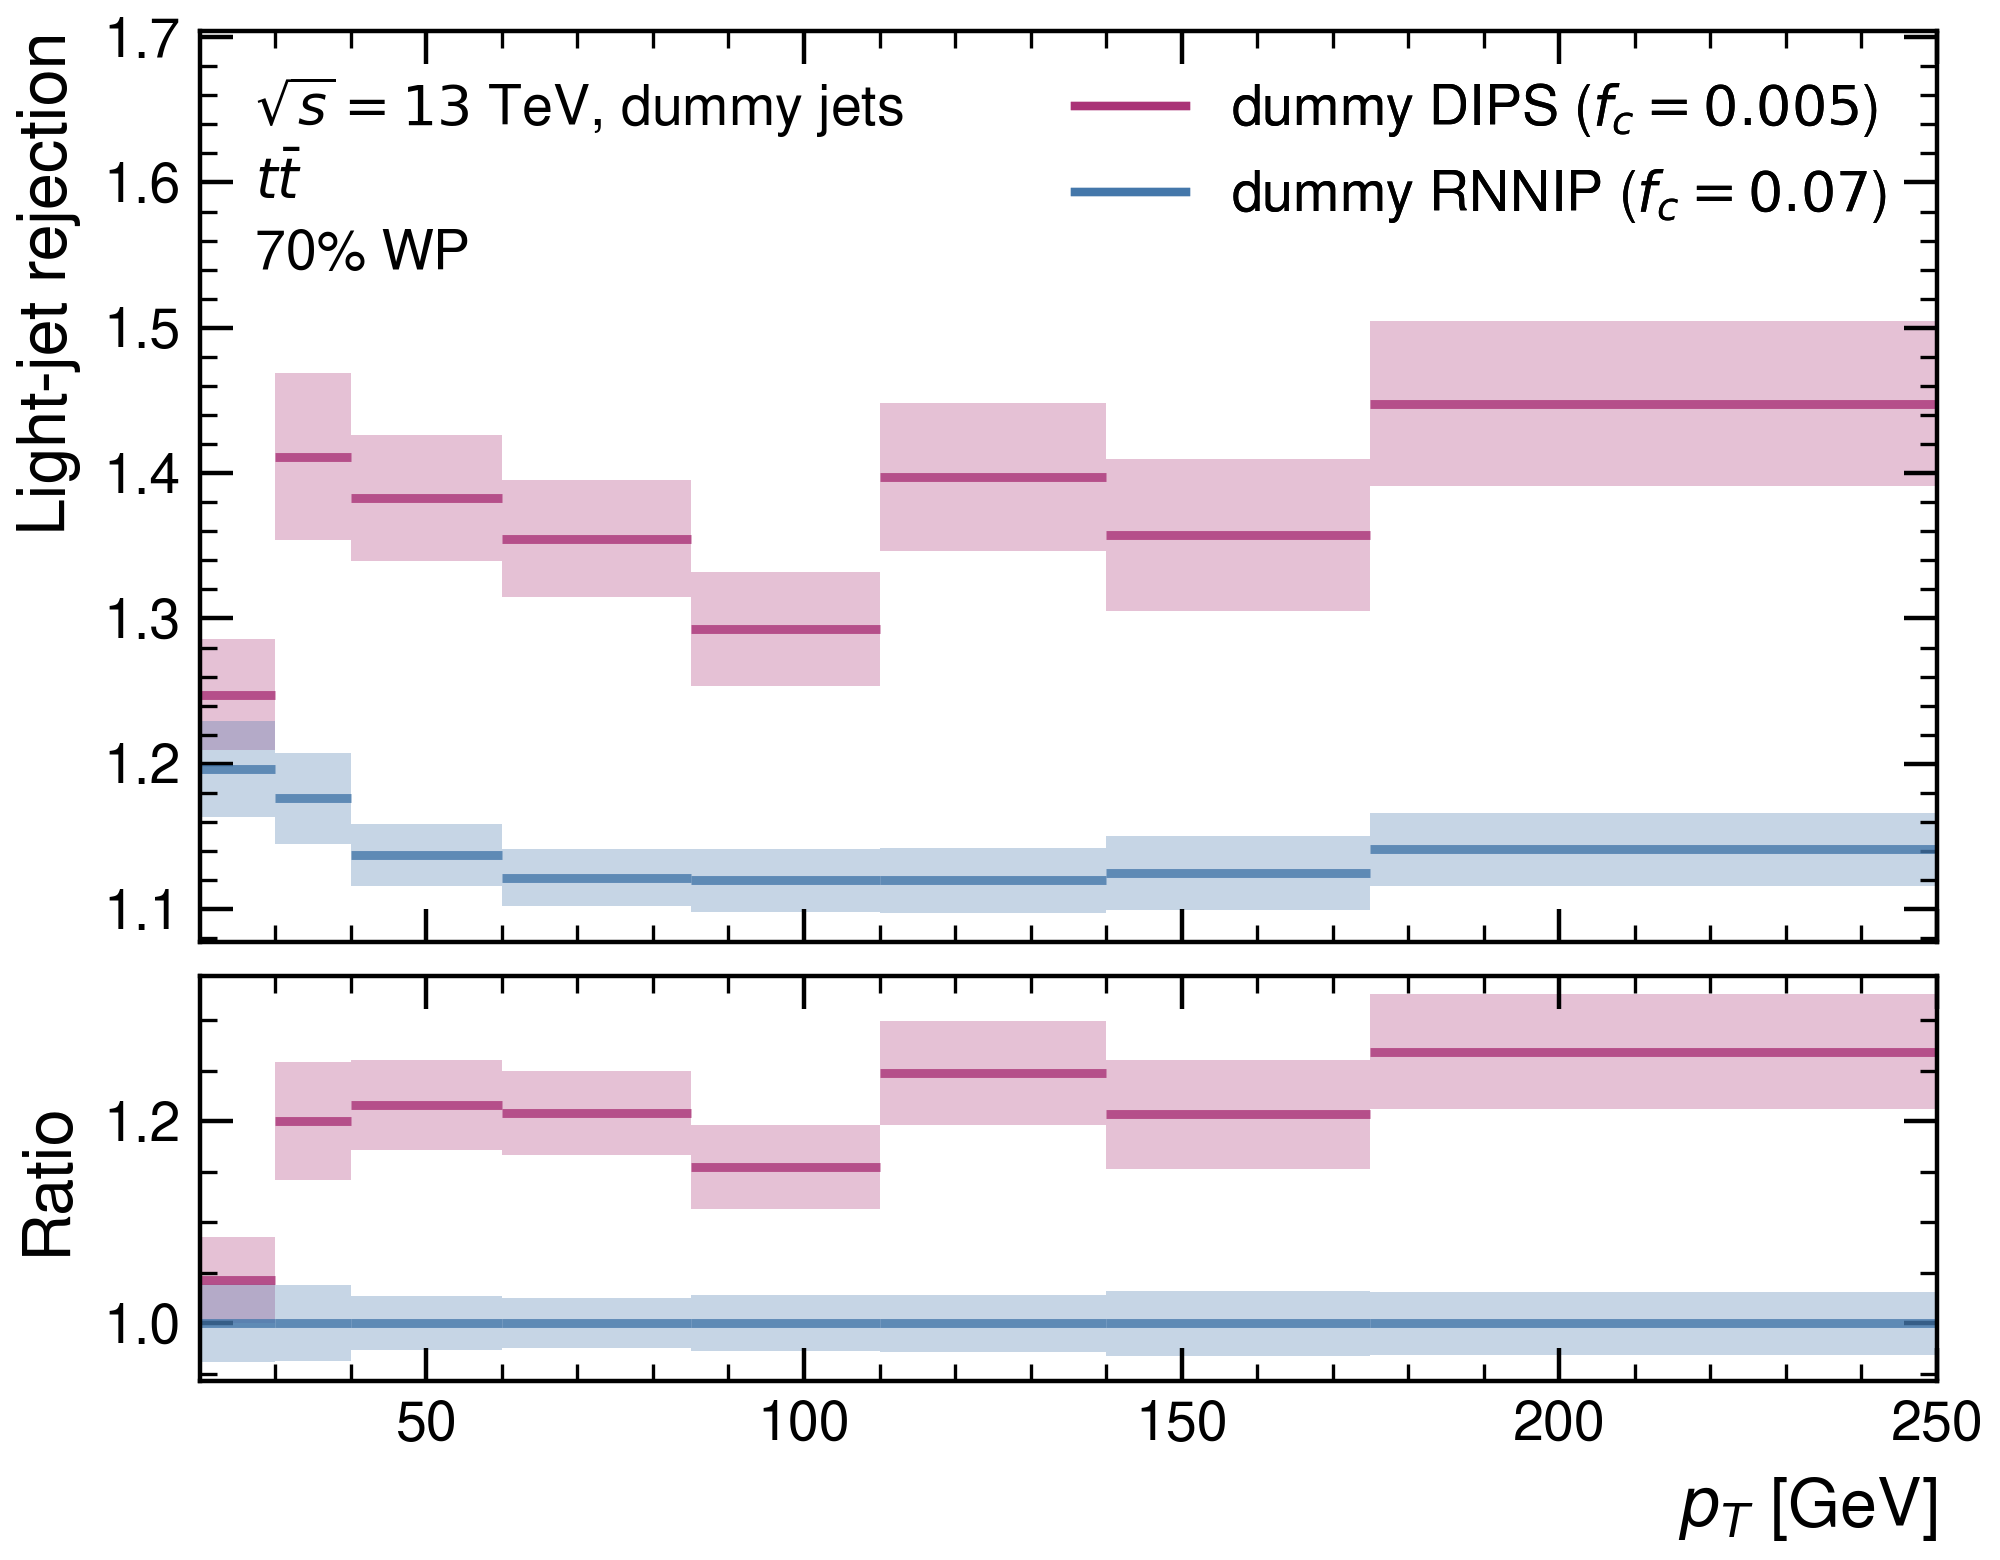 Light-jet rejection
1.7
1.6
1.5
1.4
1.3
1.2
1.1
√s = 13 TeV, dummy jets
tt̄
70% WP
dummy DIPS (f_c = 0.005)
dummy RNNIP (f_c = 0.07)
Ratio
1.2
1.0
50 100 150 200 250
p_T [GeV]